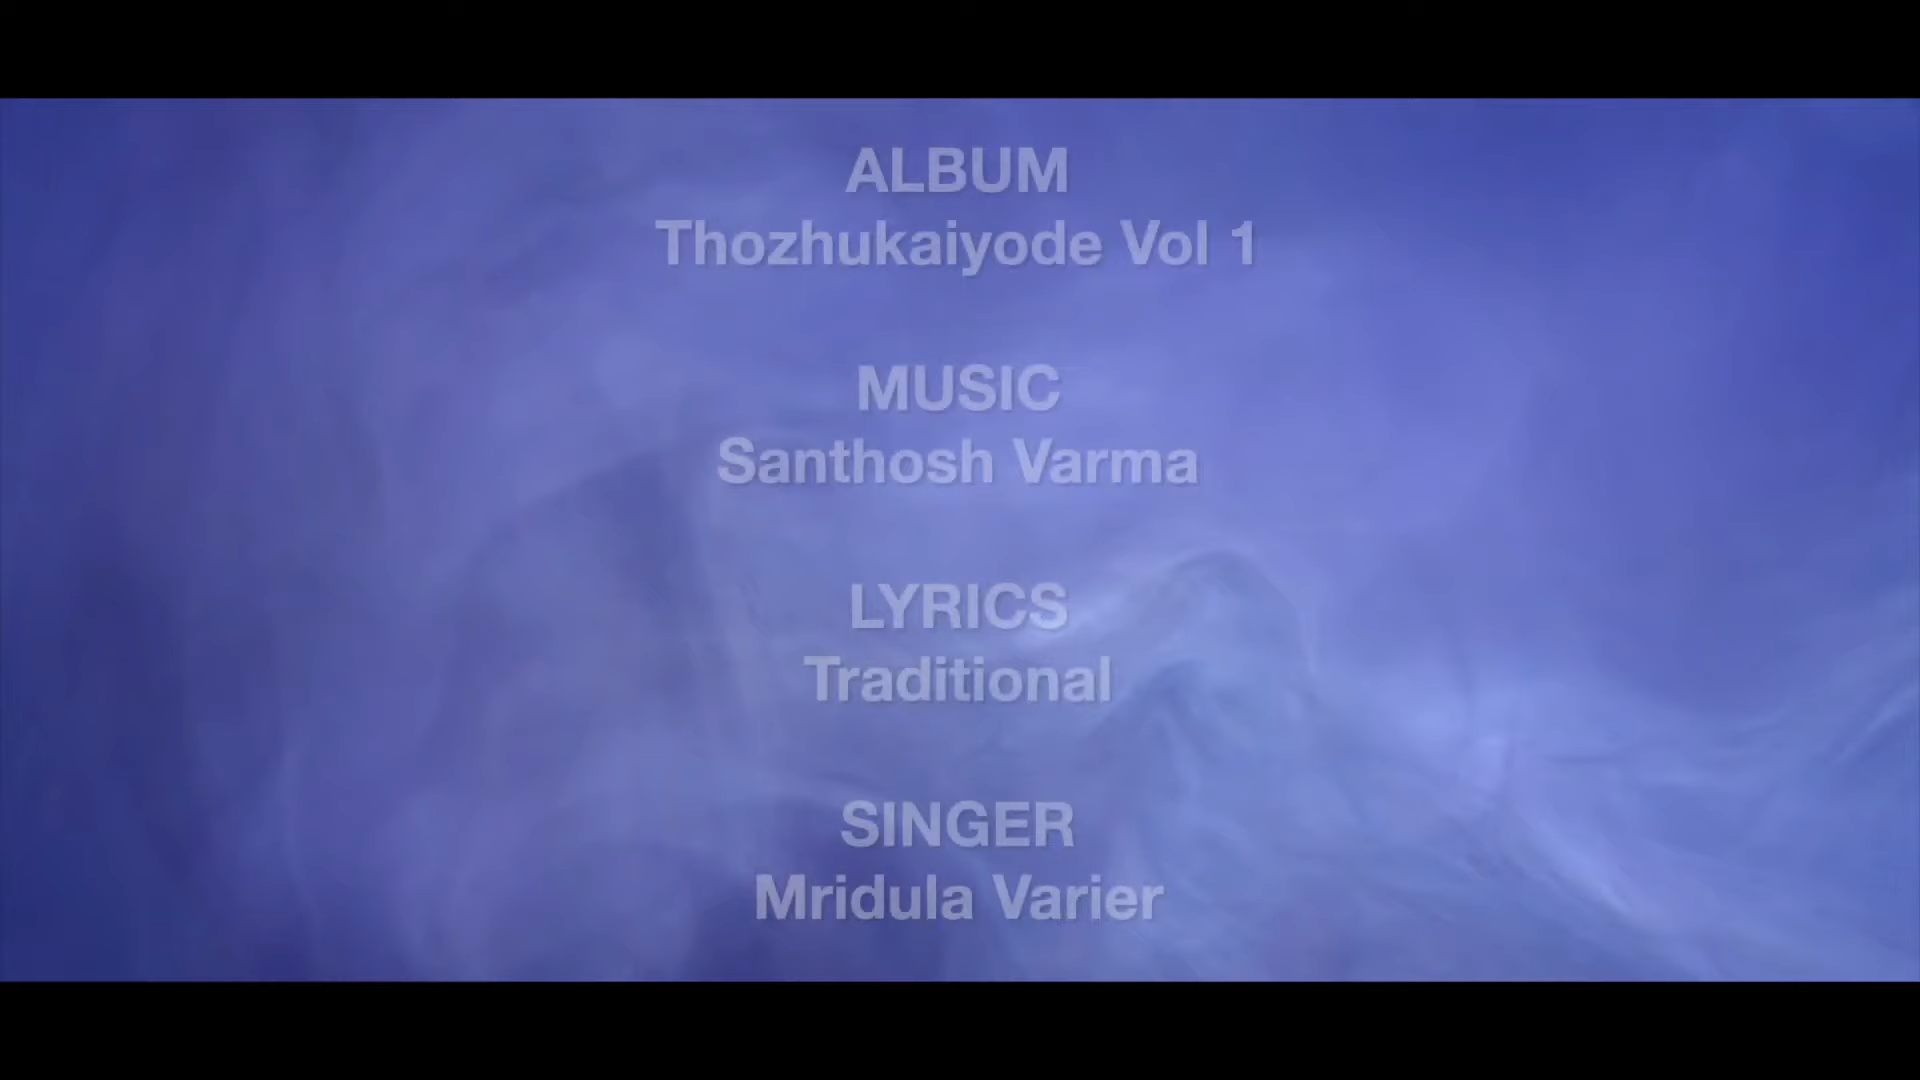 ALBUM
Thozhukaiyode Vol 1
MUSIC
Santhosh Varma
LYRICS
Traditional
SINGER
Mridula Varier